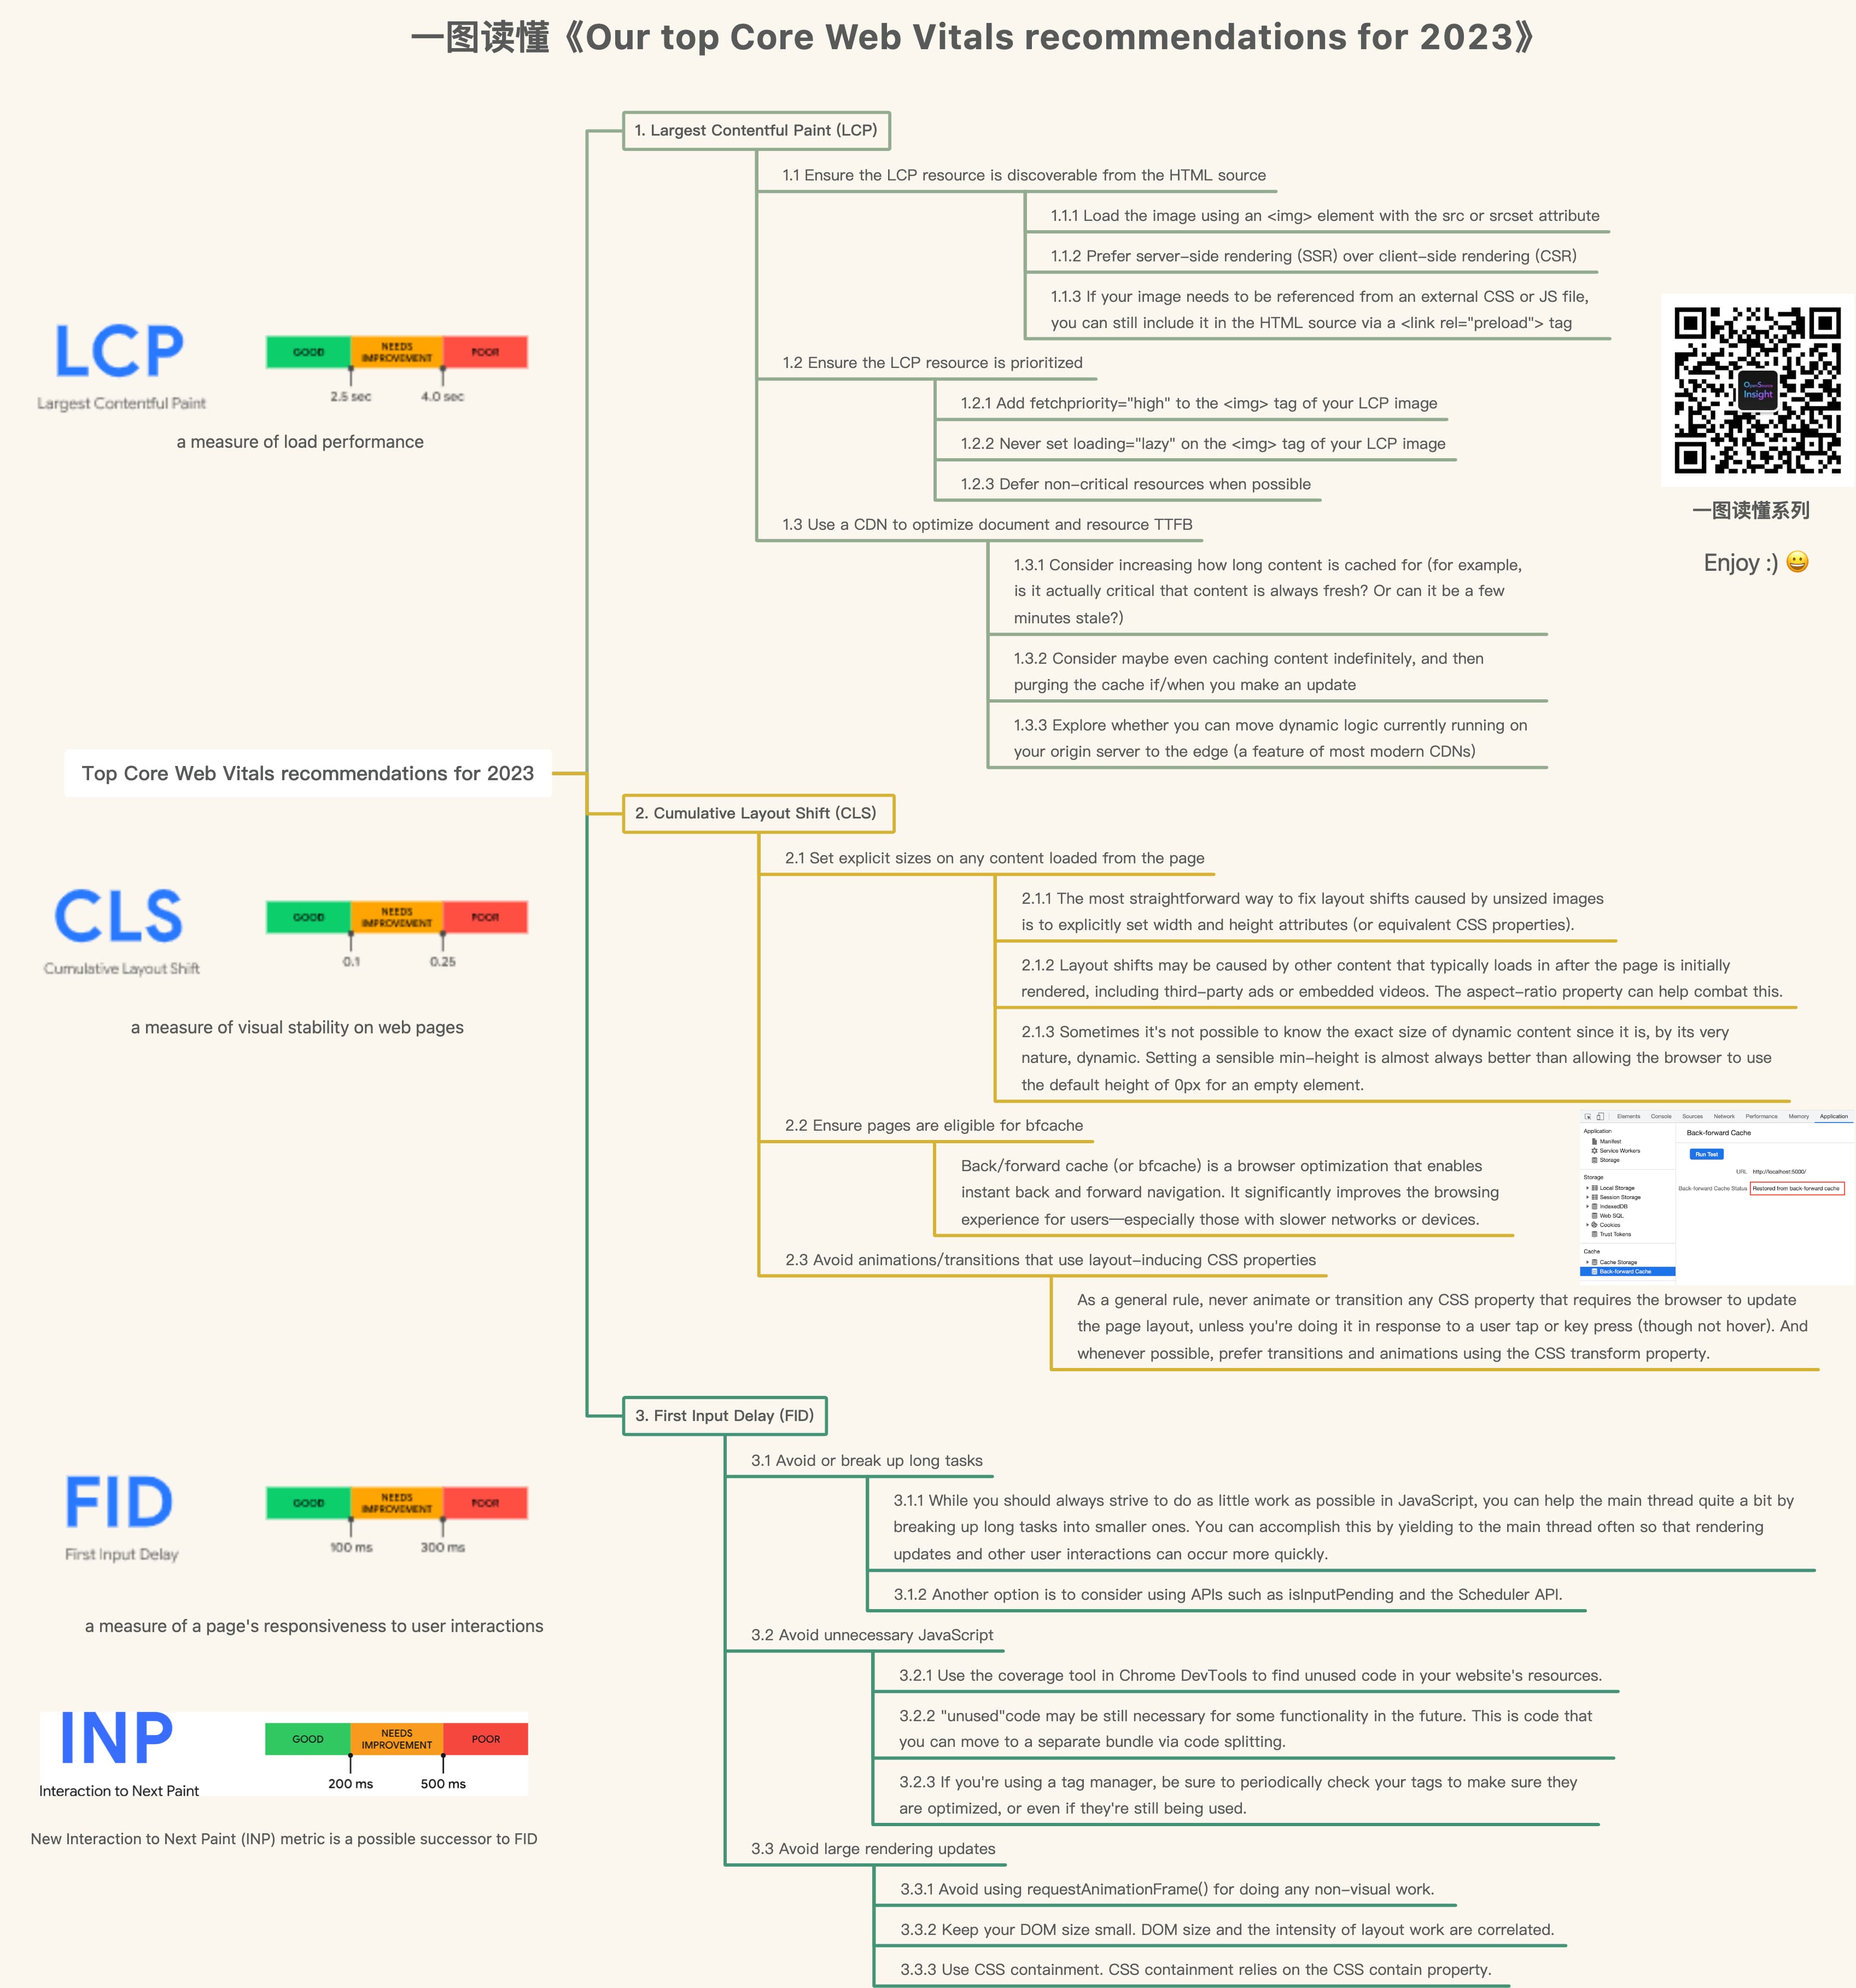 一图读懂《Our top Core Web Vitals recommendations for 2023》
1. Largest Contentful Paint (LCP)
1.1 Ensure the LCP resource is discoverable from the HTML source
1.1.1 Load the image using an <img> element with the src or srcset attribute
1.1.2 Prefer server-side rendering (SSR) over client-side rendering (CSR)
1.1.3 If your image needs to be referenced from an external CSS or JS file,
you can still include it in the HTML source via a <link rel="preload"> tag
1.2 Ensure the LCP resource is prioritized
1.2.1 Add fetchpriority="high" to the <img> tag of your LCP image
1.2.2 Never set loading="lazy" on the <img> tag of your LCP image
1.2.3 Defer non-critical resources when possible
1.3 Use a CDN to optimize document and resource TTFB
1.3.1 Consider increasing how long content is cached for (for example,
is it actually critical that content is always fresh? Or can it be a few
minutes stale?)
1.3.2 Consider maybe even caching content indefinitely, and then
purging the cache if/when you make an update
1.3.3 Explore whether you can move dynamic logic currently running on
your origin server to the edge (a feature of most modern CDNs)
LCP
Largest Contentful Paint
GOOD
NEEDS
IMPROVEMENT
POOR
2.5 sec
4.0 sec
a measure of load performance
OpenSource
Insight
一图读懂系列
Enjoy :) 😀
Top Core Web Vitals recommendations for 2023
2. Cumulative Layout Shift (CLS)
2.1 Set explicit sizes on any content loaded from the page
2.1.1 The most straightforward way to fix layout shifts caused by unsized images
is to explicitly set width and height attributes (or equivalent CSS properties).
2.1.2 Layout shifts may be caused by other content that typically loads in after the page is initially
rendered, including third-party ads or embedded videos. The aspect-ratio property can help combat this.
2.1.3 Sometimes it's not possible to know the exact size of dynamic content since it is, by its very
nature, dynamic. Setting a sensible min-height is almost always better than allowing the browser to use
the default height of 0px for an empty element.
2.2 Ensure pages are eligible for bfcache
Back/forward cache (or bfcache) is a browser optimization that enables
instant back and forward navigation. It significantly improves the browsing
experience for users—especially those with slower networks or devices.
2.3 Avoid animations/transitions that use layout-inducing CSS properties
As a general rule, never animate or transition any CSS property that requires the browser to update
the page layout, unless you're doing it in response to a user tap or key press (though not hover). And
whenever possible, prefer transitions and animations using the CSS transform property.
CLS
Cumulative Layout Shift
GOOD
NEEDS
IMPROVEMENT
POOR
0.1
0.25
a measure of visual stability on web pages
Elements Console Sources Network Performance Memory Application
Application
Manifest
Service Workers
Storage
Storage
Local Storage
Session Storage
IndexedDB
Web SQL
Cookies
Trust Tokens
Cache
Cache Storage
Back-forward Cache
Back-forward Cache
Run Test
URL http://localhost:5000/
Back-forward Cache Status Restored from back-forward cache
3. First Input Delay (FID)
3.1 Avoid or break up long tasks
3.1.1 While you should always strive to do as little work as possible in JavaScript, you can help the main thread quite a bit by
breaking up long tasks into smaller ones. You can accomplish this by yielding to the main thread often so that rendering
updates and other user interactions can occur more quickly.
3.1.2 Another option is to consider using APIs such as isInputPending and the Scheduler API.
3.2 Avoid unnecessary JavaScript
3.2.1 Use the coverage tool in Chrome DevTools to find unused code in your website's resources.
3.2.2 "unused"code may be still necessary for some functionality in the future. This is code that
you can move to a separate bundle via code splitting.
3.2.3 If you're using a tag manager, be sure to periodically check your tags to make sure they
are optimized, or even if they're still being used.
3.3 Avoid large rendering updates
3.3.1 Avoid using requestAnimationFrame() for doing any non-visual work.
3.3.2 Keep your DOM size small. DOM size and the intensity of layout work are correlated.
3.3.3 Use CSS containment. CSS containment relies on the CSS contain property.
FID
First Input Delay
GOOD
NEEDS
IMPROVEMENT
POOR
100 ms
300 ms
a measure of a page's responsiveness to user interactions
INP
Interaction to Next Paint
GOOD
NEEDS
IMPROVEMENT
POOR
200 ms
500 ms
New Interaction to Next Paint (INP) metric is a possible successor to FID